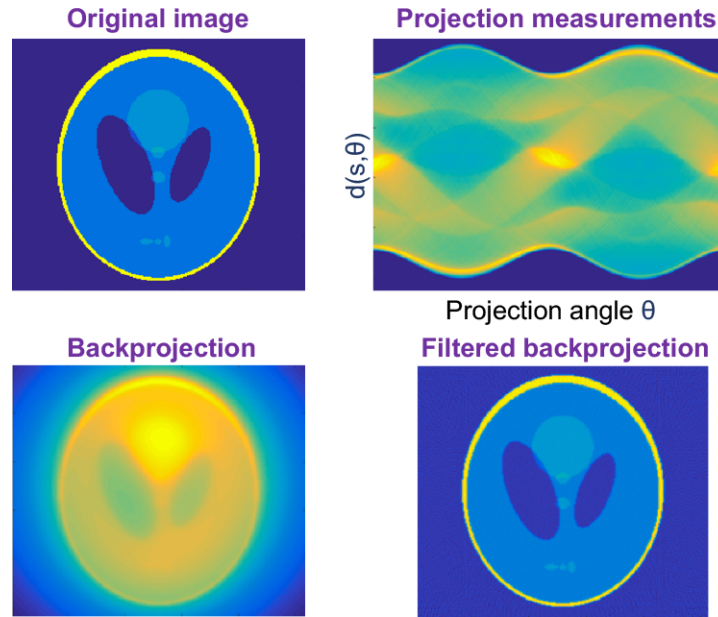 Original image
Projection measurements
d(s,θ)
Projection angle θ
Backprojection
Filtered backprojection